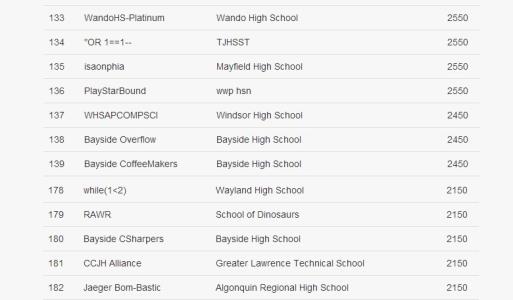 133 WandoHS-Platinum Wando High School 2550
134 "OR 1==1-- TJHSST 2550
135 isaonphia Mayfield High School 2550
136 PlayStarBound wwp hsn 2550
137 WHSAPCOMPSCI Windsor High School 2450
138 Bayside Overflow Bayside High School 2450
139 Bayside CoffeeMakers Bayside High School 2450
178 while(1<2) Wayland High School 2150
179 RAWR School of Dinosaurs 2150
180 Bayside CSharpers Bayside High School 2150
181 CCJH Alliance Greater Lawrence Technical School 2150
182 Jaeger Bom-Bastic Algonquin Regional High School 2150